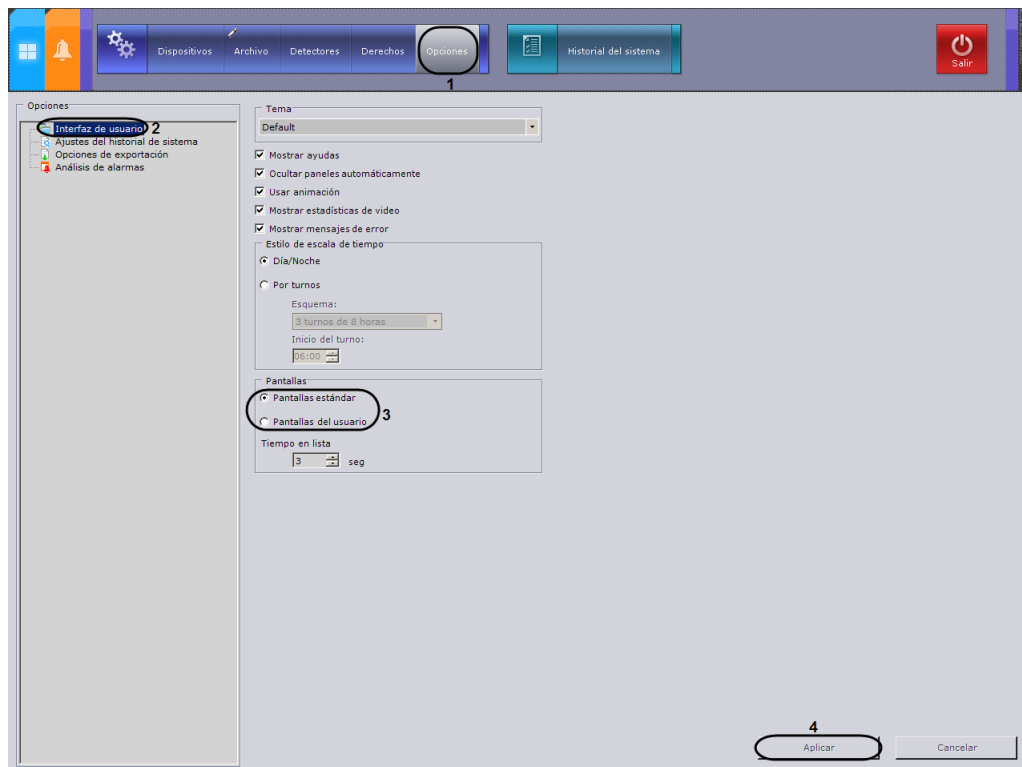 Dispositivos Archivo Detectores Derechos Opciones Historial del sistema Salir
1
Opciones
Interfaz de usuario 2
Ajustes del historial de sistema
Opciones de exportación
Análisis de alarmas
Tema
Default
Mostrar ayudas
Ocultar paneles automáticamente
Usar animación
Mostrar estadísticas de video
Mostrar mensajes de error
Estilo de escala de tiempo
Día/Noche
Por turnos
Esquema:
3 turnos de 8 horas
Inicio del turno:
06:00
Pantallas
Pantallas estándar
3
Pantallas del usuario
Tiempo en lista
3 seg
4
Aplicar Cancelar